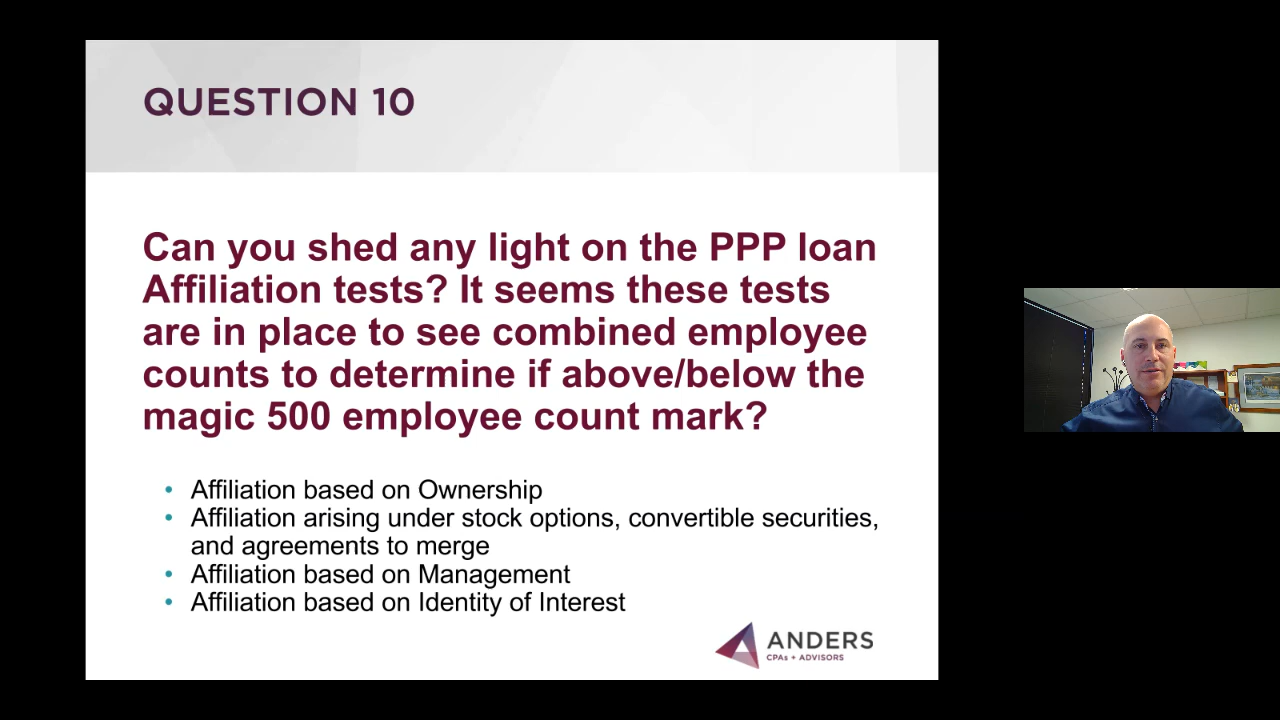 QUESTION 10
Can you shed any light on the PPP loan
Affiliation tests? It seems these tests
are in place to see combined employee
counts to determine if above/below the
magic 500 employee count mark?
• Affiliation based on Ownership
• Affiliation arising under stock options, convertible securities,
and agreements to merge
• Affiliation based on Management
• Affiliation based on Identity of Interest
ANDERS
CPAs + ADVISORS